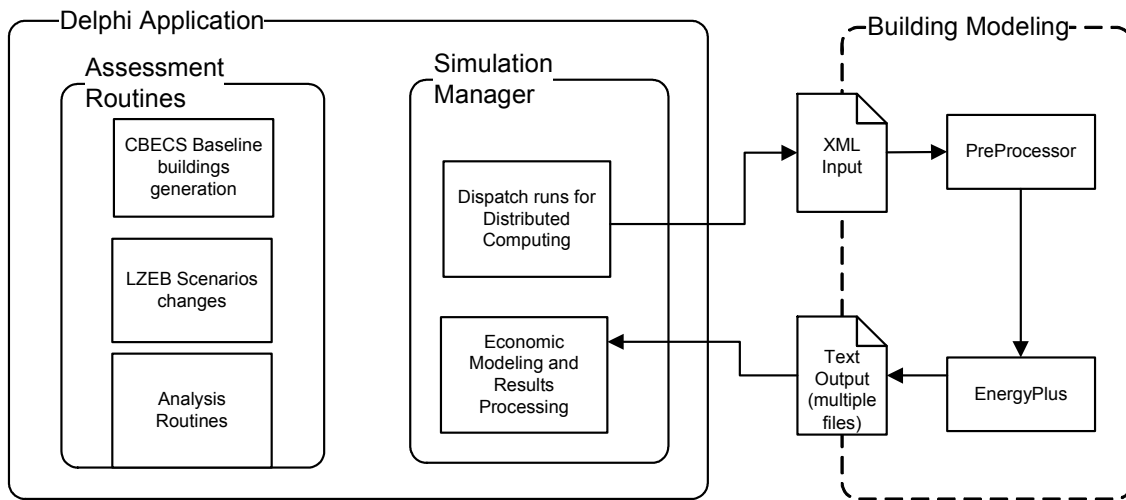 Delphi Application
Assessment
Routines
CBECS Baseline
buildings
generation
LZEB Scenarios
changes
Analysis
Routines
Simulation
Manager
Dispatch runs for
Distributed
Computing
Economic
Modeling and
Results
Processing
Building Modeling
XML
Input
PreProcessor
Text
Output
(multiple
files)
EnergyPlus